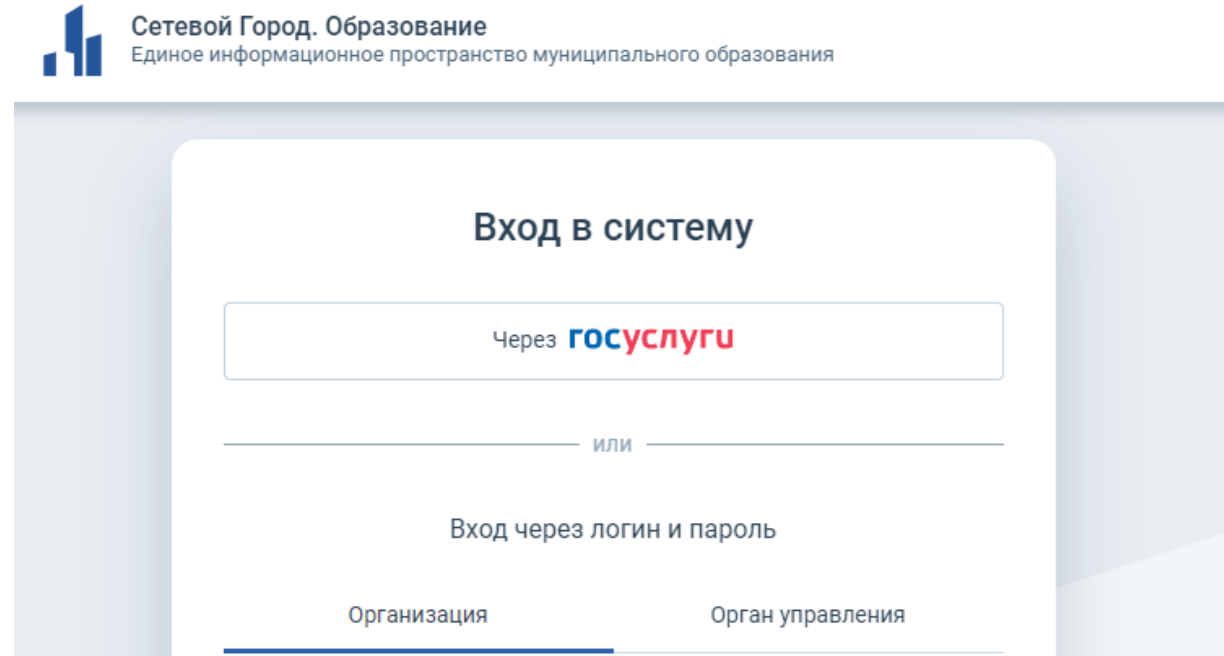 Сетевой Город. Образование
Единое информационное пространство муниципального образования
Вход в систему
Через госуслуги
или
Вход через логин и пароль
Организация Орган управления